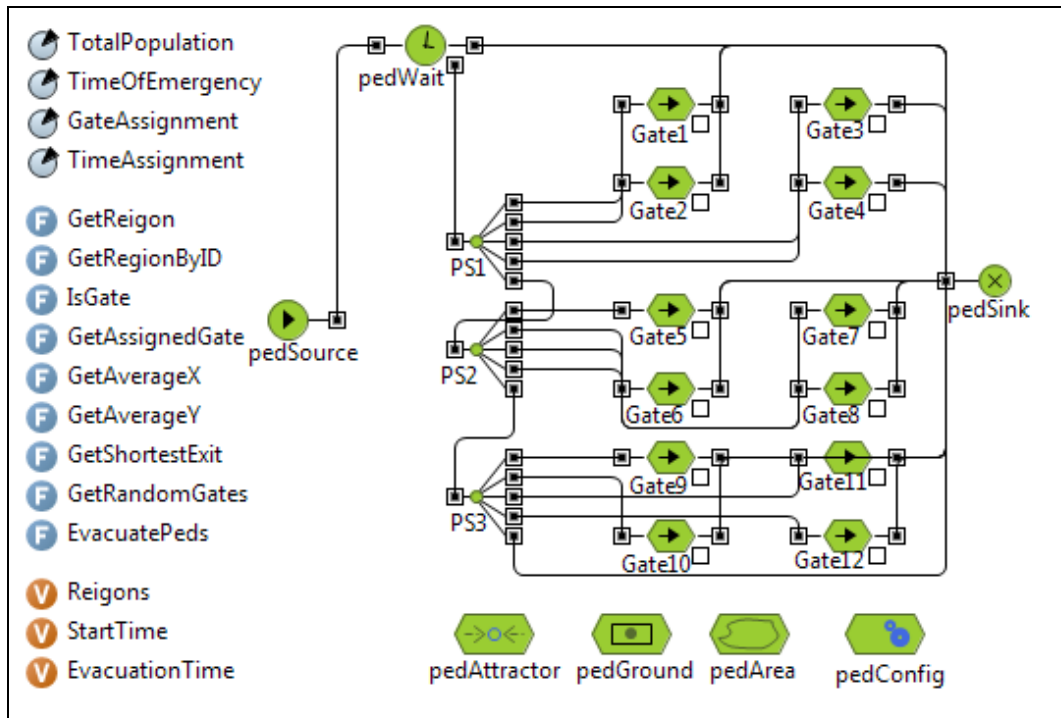 TotalPopulation
TimeOfEmergency
GateAssignment
TimeAssignment
F GetReigon
F GetRegionByID
F IsGate
F GetAssignedGate
F GetAverageX
F GetAverageY
F GetShortestExit
F GetRandomGates
F EvacuatePeds
V Reigons
V StartTime
V EvacuationTime
pedSource
pedWait
PS1
PS2
PS3
Gate1
Gate3
Gate2
Gate4
Gate5
Gate7
Gate6
Gate8
Gate9
Gate11
Gate10
Gate12
pedSink
pedAttractor
pedGround
pedArea
pedConfig